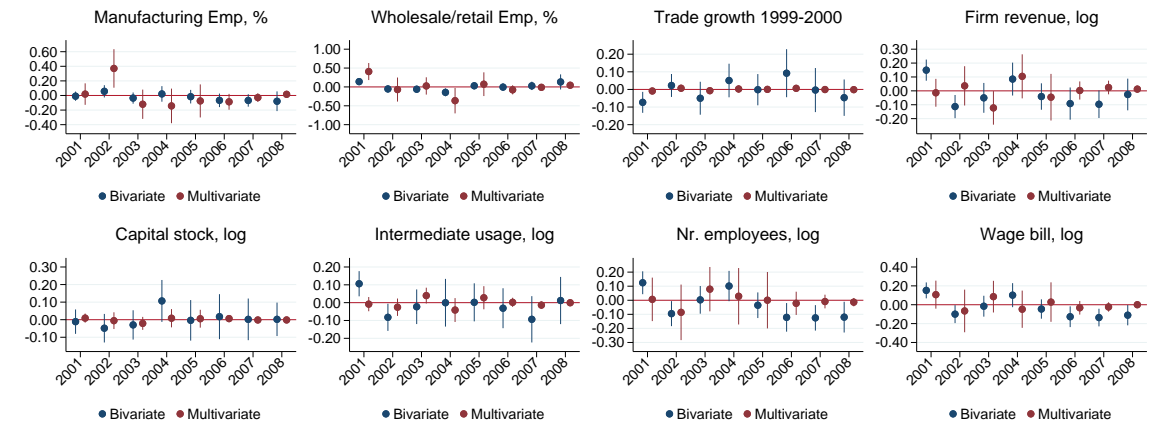 Manufacturing Emp, %
0.60
0.40
0.20
0.00
-0.20
-0.40
2001 2002 2003 2004 2005 2006 2007 2008
Bivariate Multivariate
Wholesale/retail Emp, %
1.00
0.50
0.00
-0.50
-1.00
2001 2002 2003 2004 2005 2006 2007 2008
Bivariate Multivariate
Trade growth 1999-2000
0.20
0.10
0.00
-0.10
-0.20
2001 2002 2003 2004 2005 2006 2007 2008
Bivariate Multivariate
Firm revenue, log
0.30
0.20
0.10
0.00
-0.10
-0.20
2001 2002 2003 2004 2005 2006 2007 2008
Bivariate Multivariate
Capital stock, log
0.30
0.20
0.10
0.00
-0.10
2001 2002 2003 2004 2005 2006 2007 2008
Bivariate Multivariate
Intermediate usage, log
0.20
0.10
0.00
-0.10
-0.20
2001 2002 2003 2004 2005 2006 2007 2008
Bivariate Multivariate
Nr. employees, log
0.20
0.10
0.00
-0.10
-0.20
-0.30
2001 2002 2003 2004 2005 2006 2007 2008
Bivariate Multivariate
Wage bill, log
0.40
0.20
0.00
-0.20
-0.40
2001 2002 2003 2004 2005 2006 2007 2008
Bivariate Multivariate